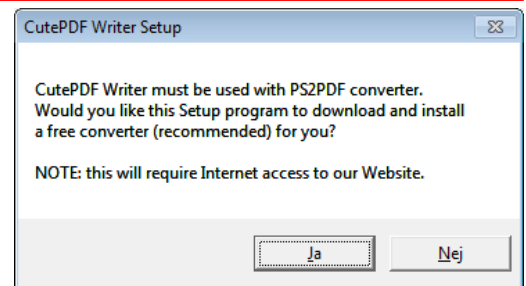 CutePDF Writer Setup
CutePDF Writer must be used with PS2PDF converter.
Would you like this Setup program to download and install
a free converter (recommended) for you?
NOTE: this will require Internet access to our Website.
Ja
Nej